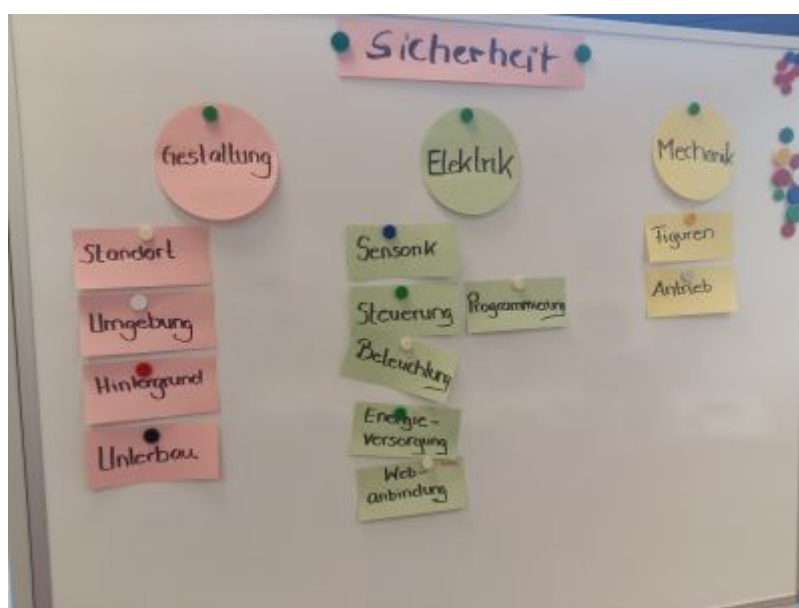 Sicherheit
Gestaltung
Elektrik
Mechanik
Standort
Umgebung
Hintergrund
Unterbau
Sensorik
Steuerung
Programmierung
Beleuchtung
Energie-
versorgung
Web-
anbindung
Figuren
Antrieb